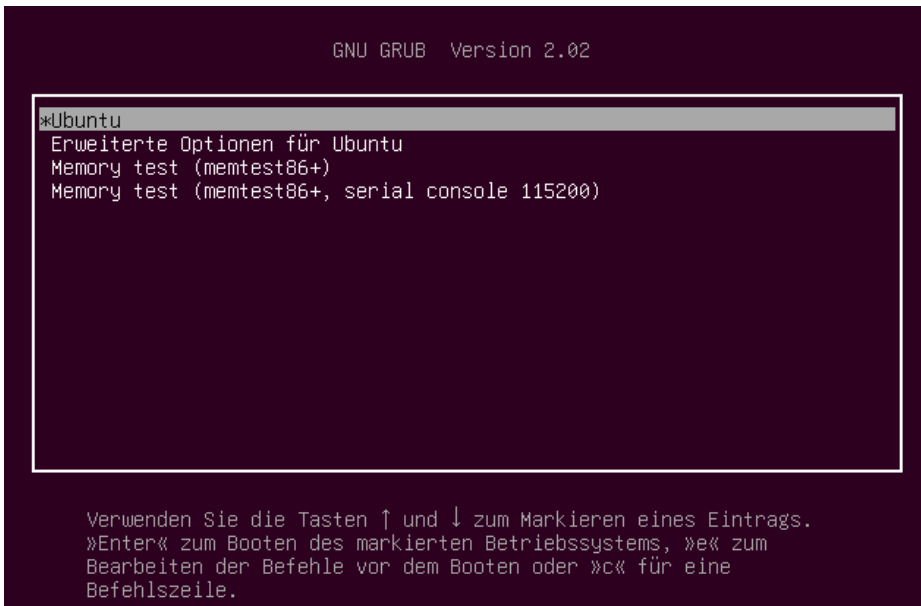 GNU GRUB Version 2.02
*Ubuntu
Erweiterte Optionen für Ubuntu
Memory test (memtest86+)
Memory test (memtest86+, serial console 115200)
Verwenden Sie die Tasten ↑ und ↓ zum Markieren eines Eintrags.
»Enter« zum Booten des markierten Betriebssystems, »e« zum
Bearbeiten der Befehle vor dem Booten oder »c« für eine
Befehlszeile.